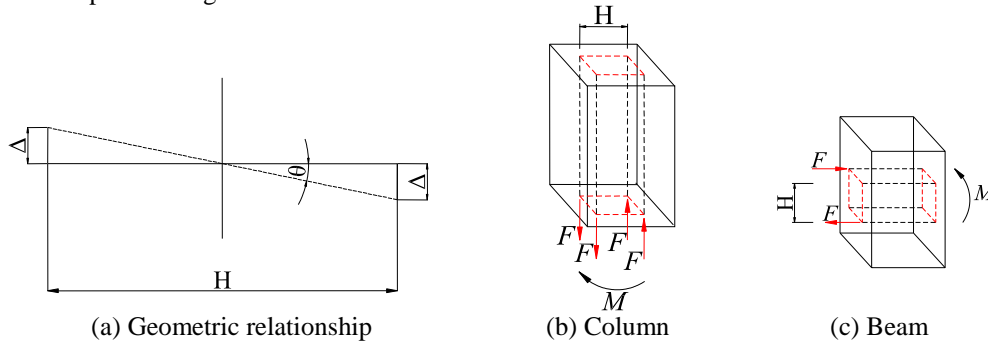 H
Δ
θ
Δ
H
F
F
F
F
M
F
H
F
M
(a) Geometric relationship
(b) Column
(c) Beam